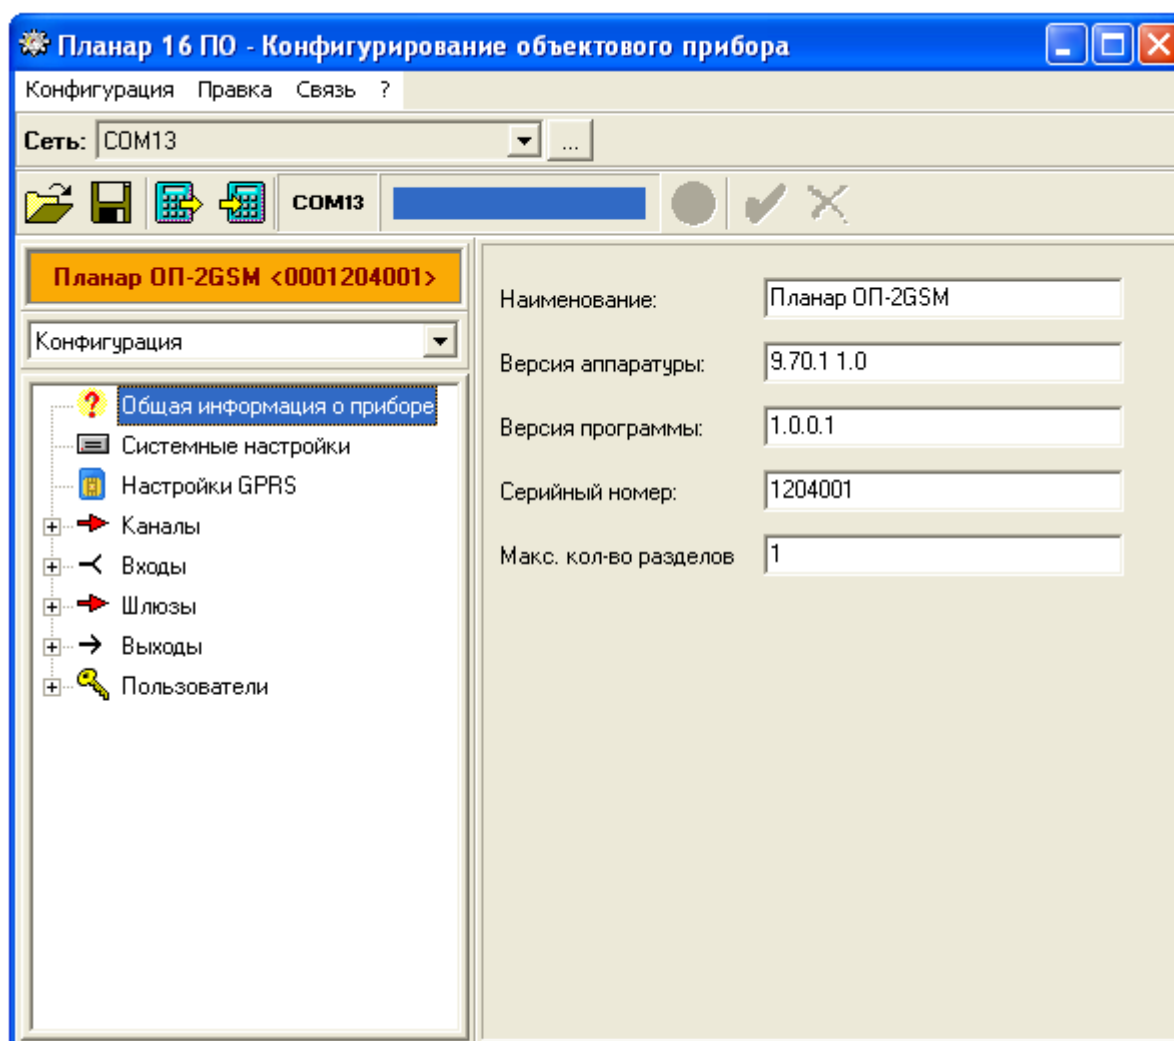 Планар 16 ПО - Конфигурирование объектового прибора
Конфигурация Правка Связь ?
Сеть: COM13 ...
COM13
Планар ОП-2GSM <0001204001>
Конфигурация
Общая информация о приборе
Системные настройки
Настройки GPRS
Каналы
Входы
Шлюзы
Выходы
Пользователи
Наименование: Планар ОП-2GSM
Версия аппаратуры: 9.70.1 1.0
Версия программы: 1.0.0.1
Серийный номер: 1204001
Макс. кол-во разделов 1